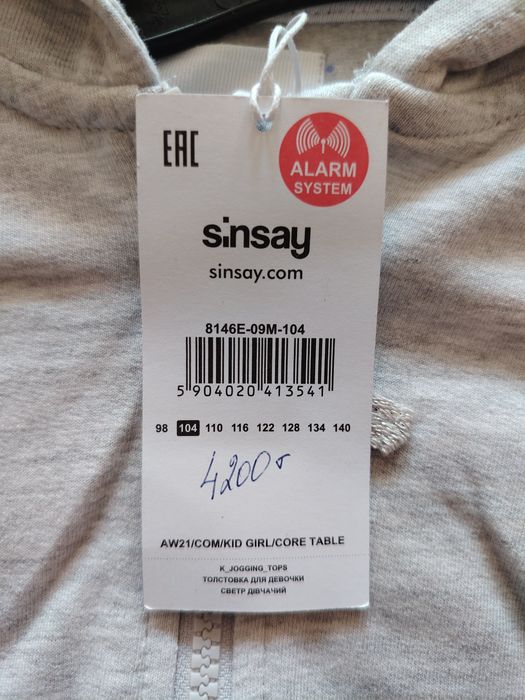 EAC
ALARM
SYSTEM
sinsay
sinsay.com
8146E-09M-104
5 904020 413541
98 104 110 116 122 128 134 140
4200т
AW21/COM/KID GIRL/CORE TABLE
K_JOGGING_TOPS
ТОЛСТОВКА ДЛЯ ДЕВОЧКИ
СВЕТР ДІВЧАЧИЙ